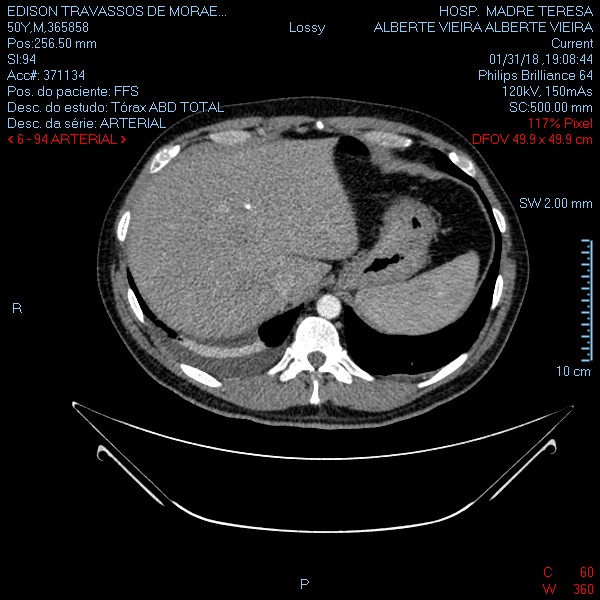 EDISON TRAVASSOS DE MORAE...
50Y,M,365858
Pos:256.50 mm
SI:94
Acc#: 371134
Pos. do paciente: FFS
Desc. do estudo: Tórax ABD TOTAL
Desc. da série: ARTERIAL
< 6 - 94 ARTERIAL >
Lossy
HOSP. MADRE TERESA
ALBERTE VIEIRA ALBERTE VIEIRA
Current
01/31/18 ,19:08:44
Philips Brilliance 64
120kV, 150mAs
SC:500.00 mm
117% Pixel
DFOV 49.9 x 49.9 cm
SW 2.00 mm
R
10 cm
P
C 60
W 360